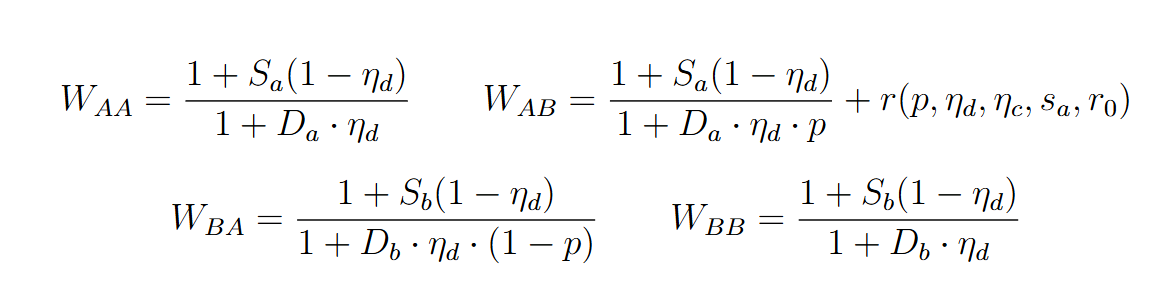 $W_{AA} = \frac{1 + S_a(1 - \eta_d)}{1 + D_a \cdot \eta_d}$ $W_{AB} = \frac{1 + S_a(1 - \eta_d)}{1 + D_a \cdot \eta_d \cdot p} + r(p, \eta_d, \eta_c, s_a, r_0)$
$W_{BA} = \frac{1 + S_b(1 - \eta_d)}{1 + D_b \cdot \eta_d \cdot (1 - p)}$ $W_{BB} = \frac{1 + S_b(1 - \eta_d)}{1 + D_b \cdot \eta_d}$